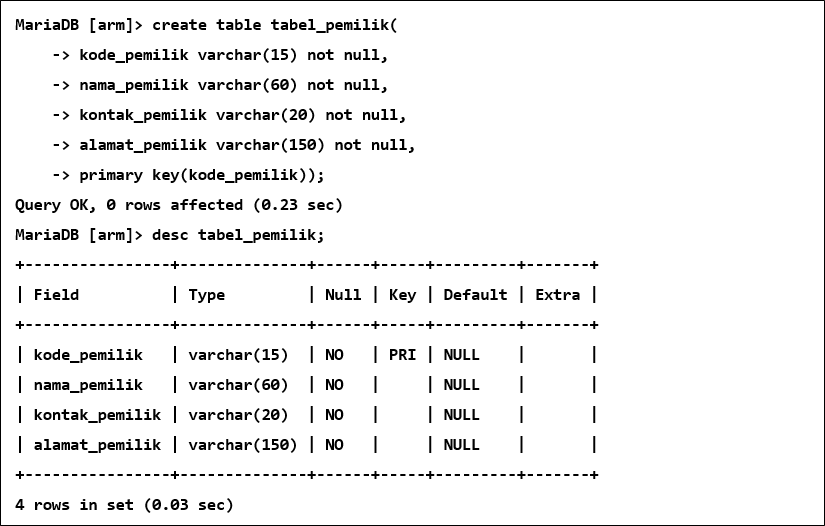 MariaDB [arm]> create table tabel_pemilik(
    -> kode_pemilik varchar(15) not null,
    -> nama_pemilik varchar(60) not null,
    -> kontak_pemilik varchar(20) not null,
    -> alamat_pemilik varchar(150) not null,
    -> primary key(kode_pemilik));
Query OK, 0 rows affected (0.23 sec)
MariaDB [arm]> desc tabel_pemilik;
+----------------+--------------+------+-----+---------+-------+
| Field          | Type         | Null | Key | Default | Extra |
+----------------+--------------+------+-----+---------+-------+
| kode_pemilik   | varchar(15)  | NO   | PRI | NULL    |       |
| nama_pemilik   | varchar(60)  | NO   |     | NULL    |       |
| kontak_pemilik | varchar(20)  | NO   |     | NULL    |       |
| alamat_pemilik | varchar(150) | NO   |     | NULL    |       |
+----------------+--------------+------+-----+---------+-------+
4 rows in set (0.03 sec)